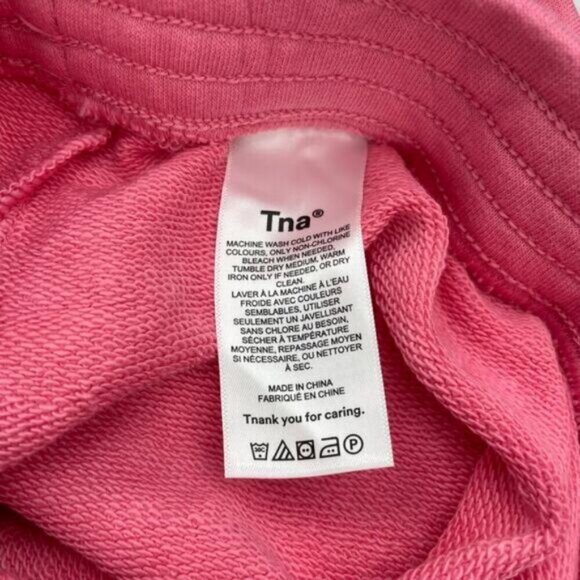 Tna®
MACHINE WASH COLD WITH LIKE
COLOURS, ONLY NON-CHLORINE
BLEACH WHEN NEEDED,
TUMBLE DRY MEDIUM, WARM
IRON ONLY IF NEEDED, OR DRY
CLEAN.
LAVER À LA MACHINE À L'EAU
FROIDE AVEC COULEURS
SEMBLABLES, UTILISER
SEULEMENT UN JAVELLISANT
SANS CHLORE AU BESOIN,
SÉCHER À TEMPÉRATURE
MOYENNE, REPASSAGE MOYEN
SI NÉCESSAIRE, OU NETTOYER
À SEC.
MADE IN CHINA
FABRIQUÉ EN CHINE
Tnank you for caring.
30C P